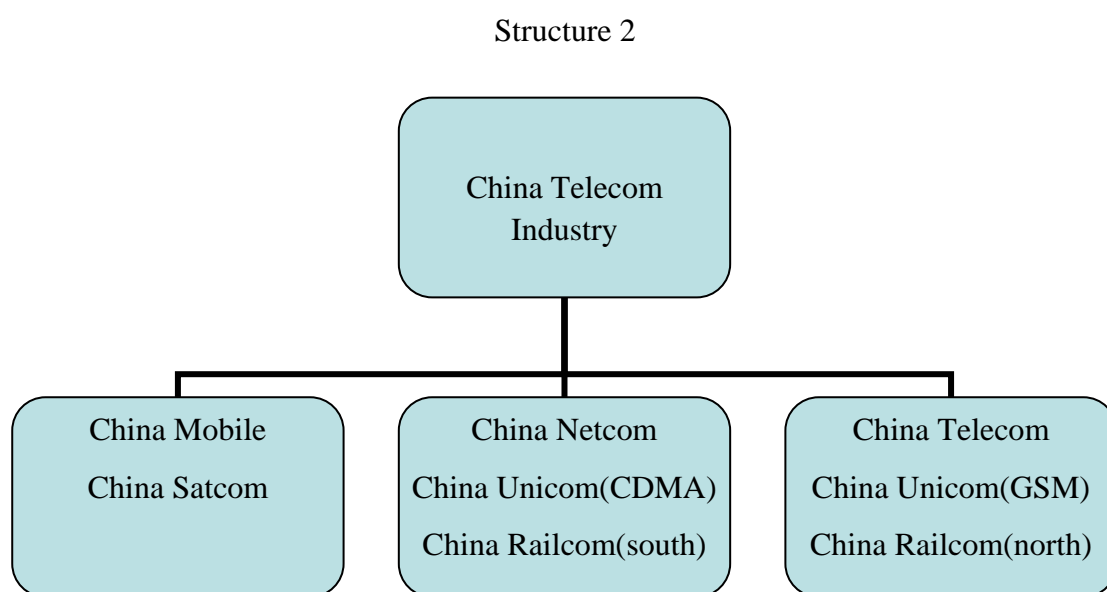 Structure 2
China Telecom
Industry
China Mobile
China Satcom
China Netcom
China Unicom(CDMA)
China Railcom(south)
China Telecom
China Unicom(GSM)
China Railcom(north)